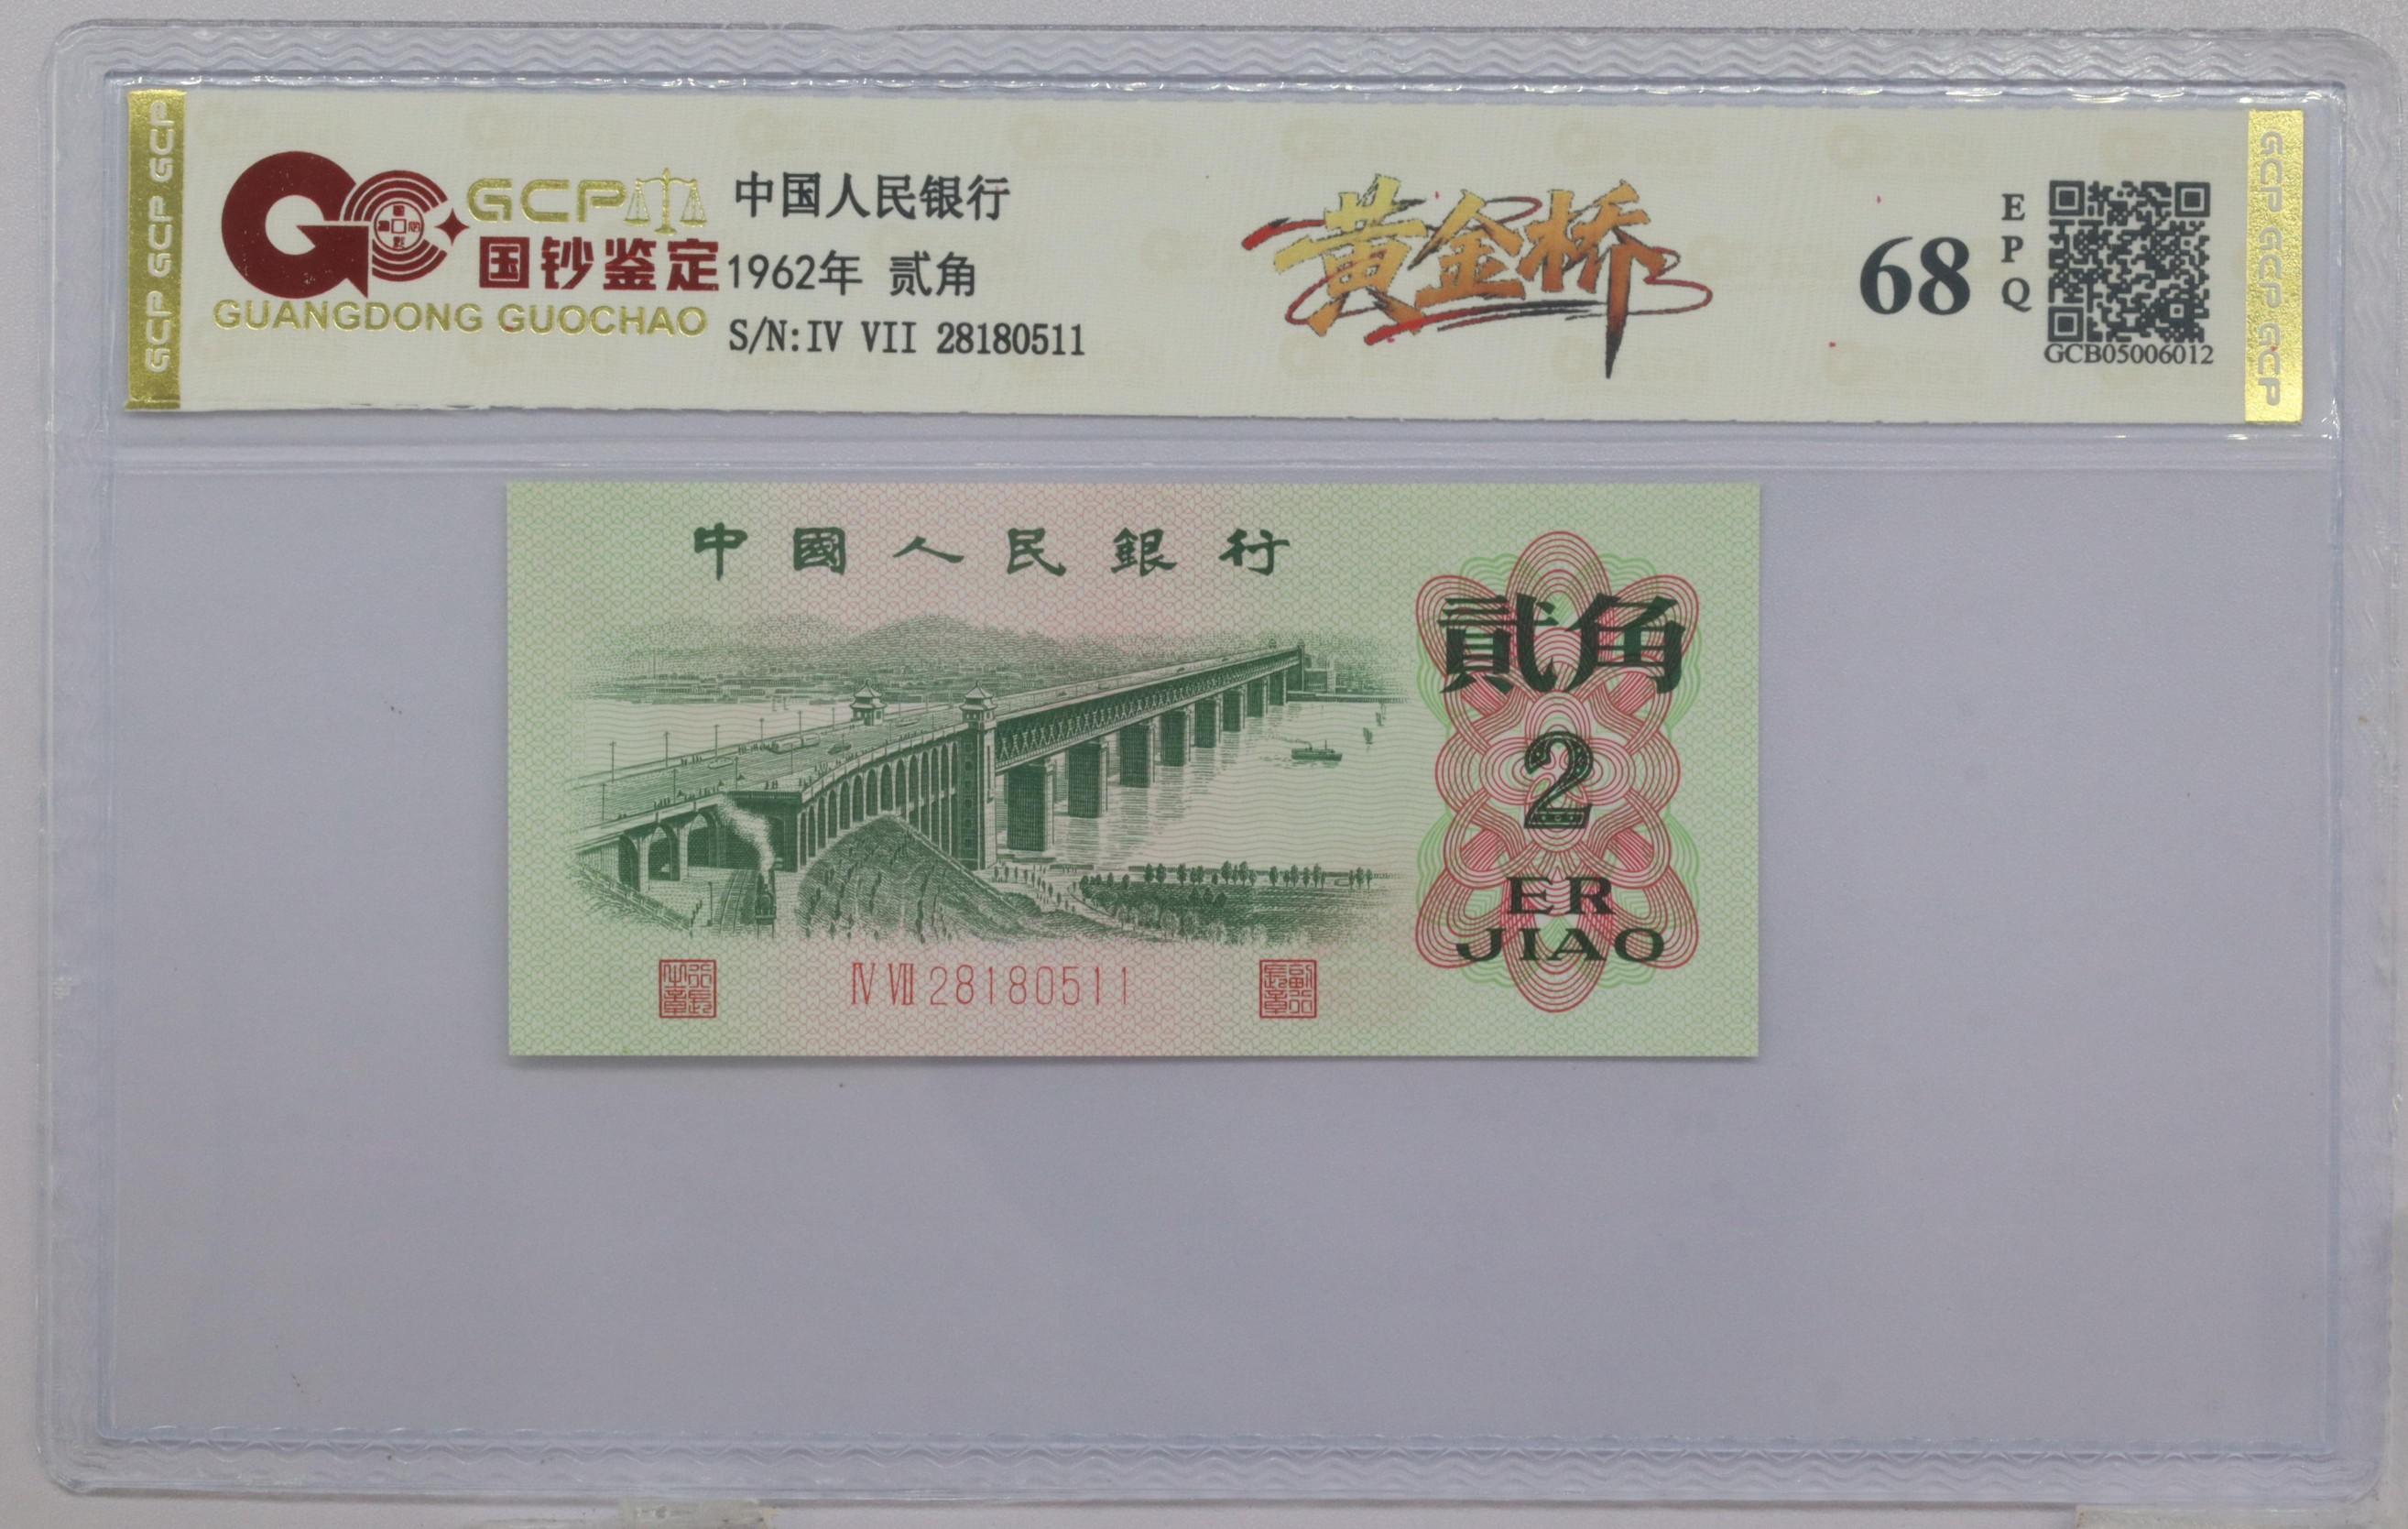 GCP GCP GCP
GCP
国钞鉴定
GUANGDONG GUOCHAO
中国人民银行
1962年 贰角
S/N:IV VII 28180511
黄金桥
68
EPQ
GCB05006012
GCP GCP GCP
中國人民銀行
貳角
2
ER
JIAO
IV VII 28180511